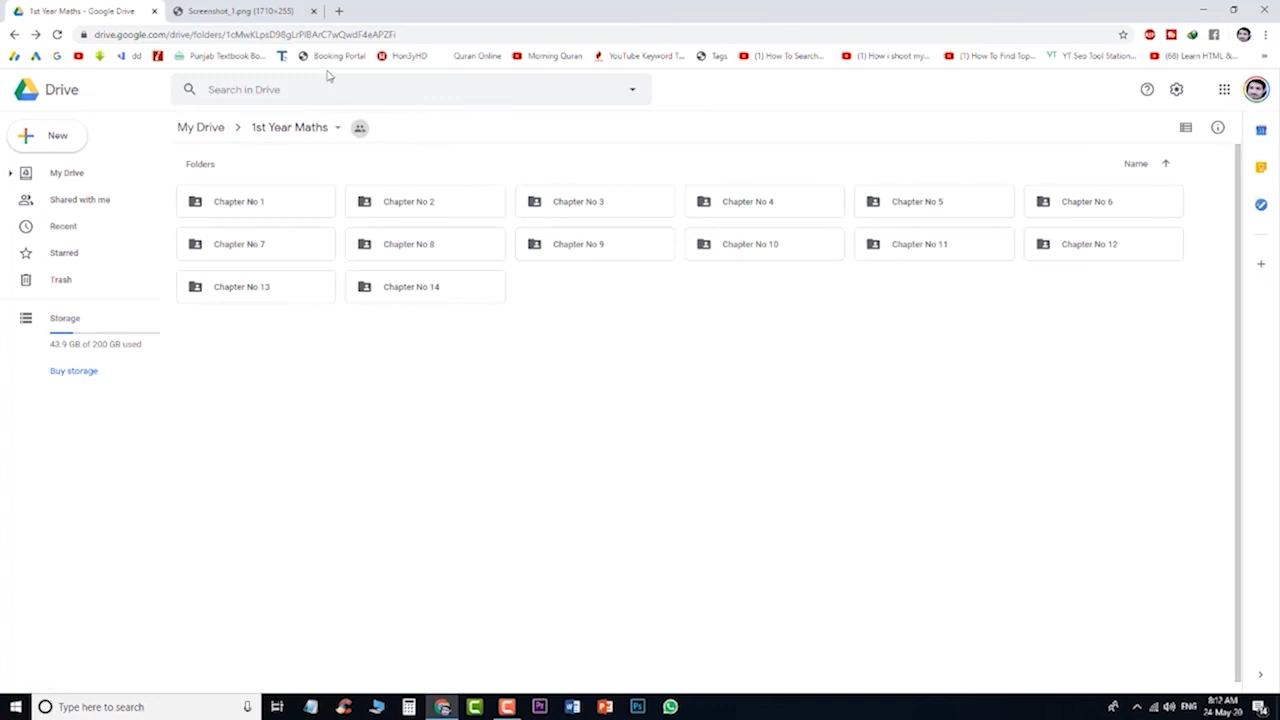 1st Year Maths - Google Drive
Screenshot_1.png (1710×255)
drive.google.com/drive/folders/1cMwKLpsD98gLrPlBArC7wQwdF4eAPZFi
dd
Punjab Textbook Bo...
Booking Portal
Hon3yHD
Quran Online
Morning Quran
YouTube Keyword T...
Tags
(1) How To Search...
(1) How i shoot my...
(1) How To Find Top...
YT Seo Tool Station...
(68) Learn HTML &...
Drive
Search in Drive
New
My Drive
1st Year Maths
My Drive
Shared with me
Recent
Starred
Trash
Storage
43.9 GB of 200 GB used
Buy storage
Folders
Name
Chapter No 1
Chapter No 2
Chapter No 3
Chapter No 4
Chapter No 5
Chapter No 6
Chapter No 7
Chapter No 8
Chapter No 9
Chapter No 10
Chapter No 11
Chapter No 12
Chapter No 13
Chapter No 14
Type here to search
ENG
8:12 AM
24-May-20